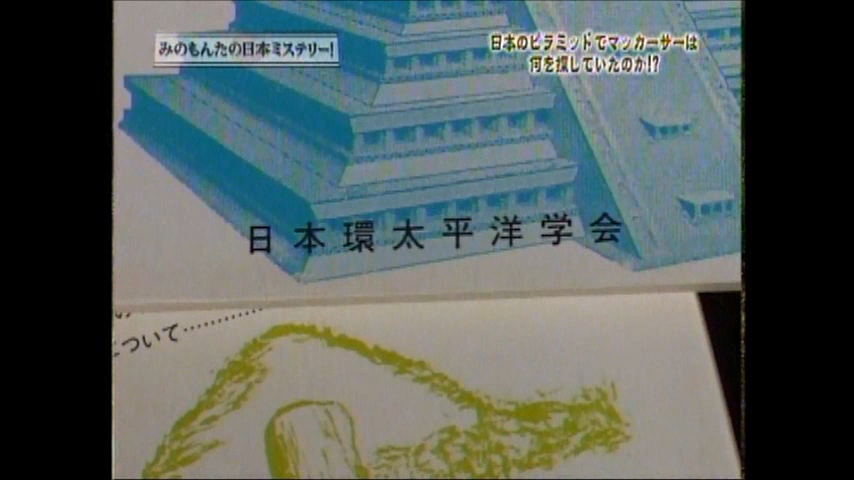 みのもんたの日本ミステリー!
日本のピラミッドでマッカーサーは
何を探していたのか!?
日本環太平洋学会
ついて………